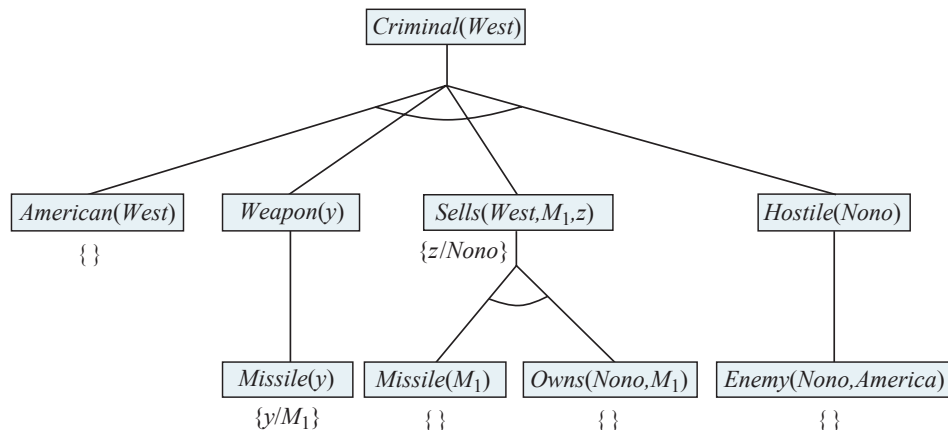 Criminal(West)
American(West) Weapon(y) Sells(West,M₁,z) Hostile(Nono)
{ } {z/Nono}
Missile(y) Missile(M₁) Owns(Nono,M₁) Enemy(Nono,America)
{y/M₁} { } { } { }